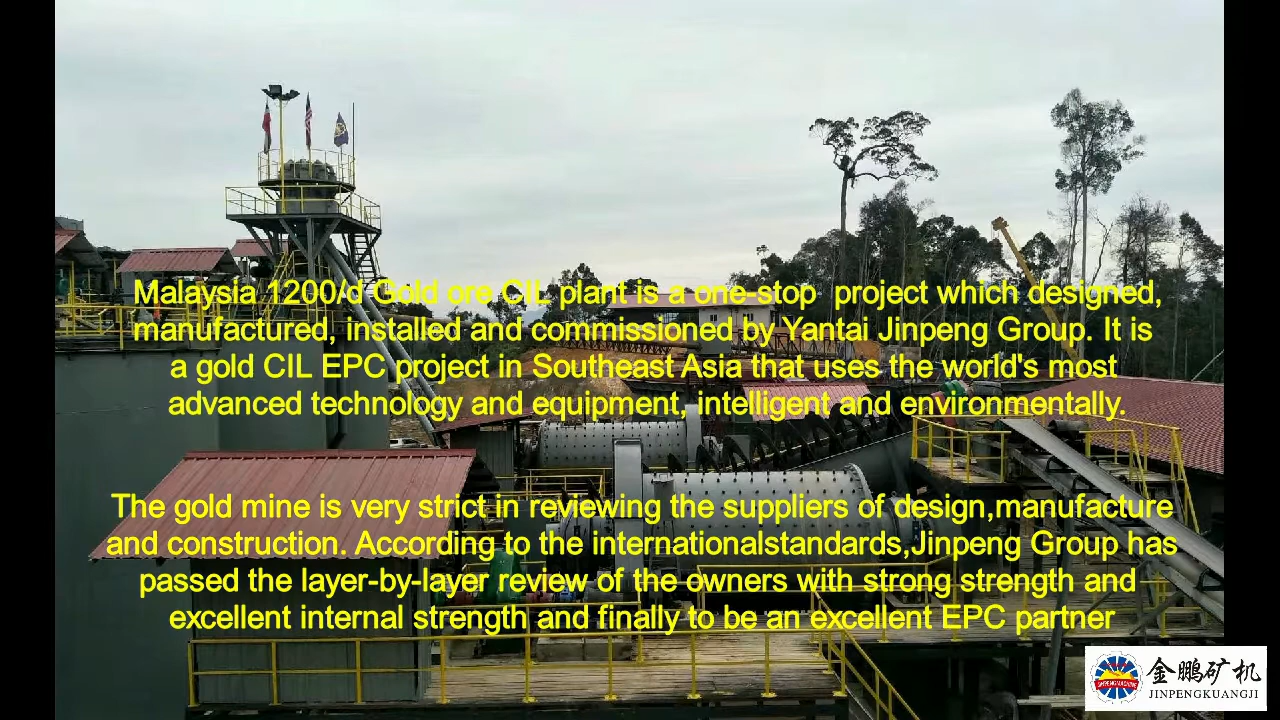 Malaysia 1200/d Gold ore CIL plant is a one-stop  project which designed,
manufactured, installed and commissioned by Yantai Jinpeng Group. It is
a gold CIL EPC project in Southeast Asia that uses the world's most
advanced technology and equipment, intelligent and environmentally.
The gold mine is very strict in reviewing the suppliers of design,manufacture
and construction. According to the internationalstandards,Jinpeng Group has
passed the layer-by-layer review of the owners with strong strength and
excellent internal strength and finally to be an excellent EPC partner
金鹏矿机
JINPENGKUANGJI